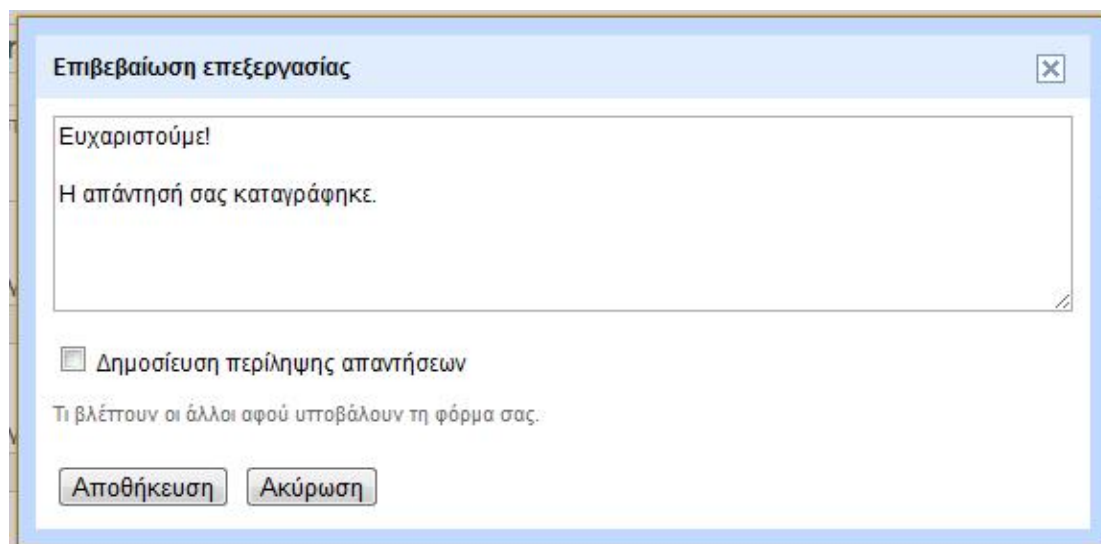 Επιβεβαίωση επεξεργασίας
Ευχαριστούμε!
Η απάντησή σας καταγράφηκε.
Δημοσίευση περίληψης απαντήσεων
Τι βλέπουν οι άλλοι αφού υποβάλουν τη φόρμα σας.
Αποθήκευση Ακύρωση